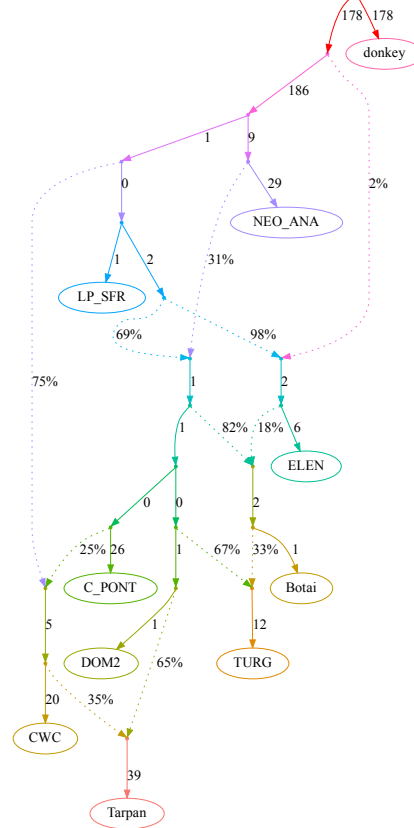 178 178
donkey
186
1 9 2%
0 29
NEO_ANA
31%
1 2
LP_SFR
69% 98%
75% 1 2
1 82% 18% 6
ELEN
0 0 2
25% 26 1 67% 33% 1
C_PONT Botai
5 1 12
DOM2 65% TURG
20 35%
CWC
39
Tarpan